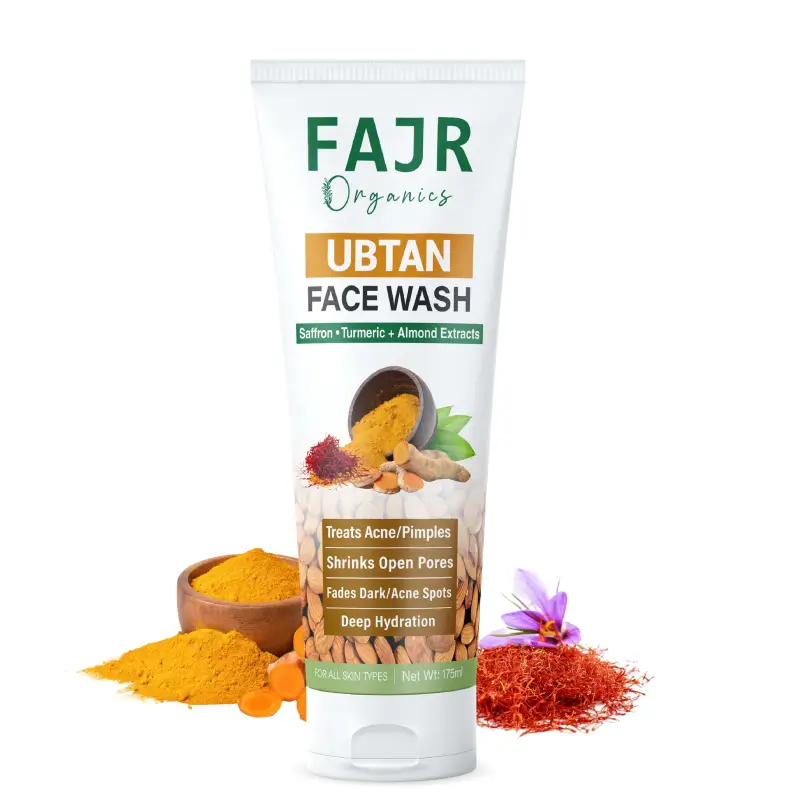 FAJR
Organics
UBTAN
FACE WASH
Saffron • Turmeric + Almond Extracts
Treats Acne/Pimples
Shrinks Open Pores
Fades Dark/Acne Spots
Deep Hydration
FOR ALL SKIN TYPES | Net Wt: 175ml